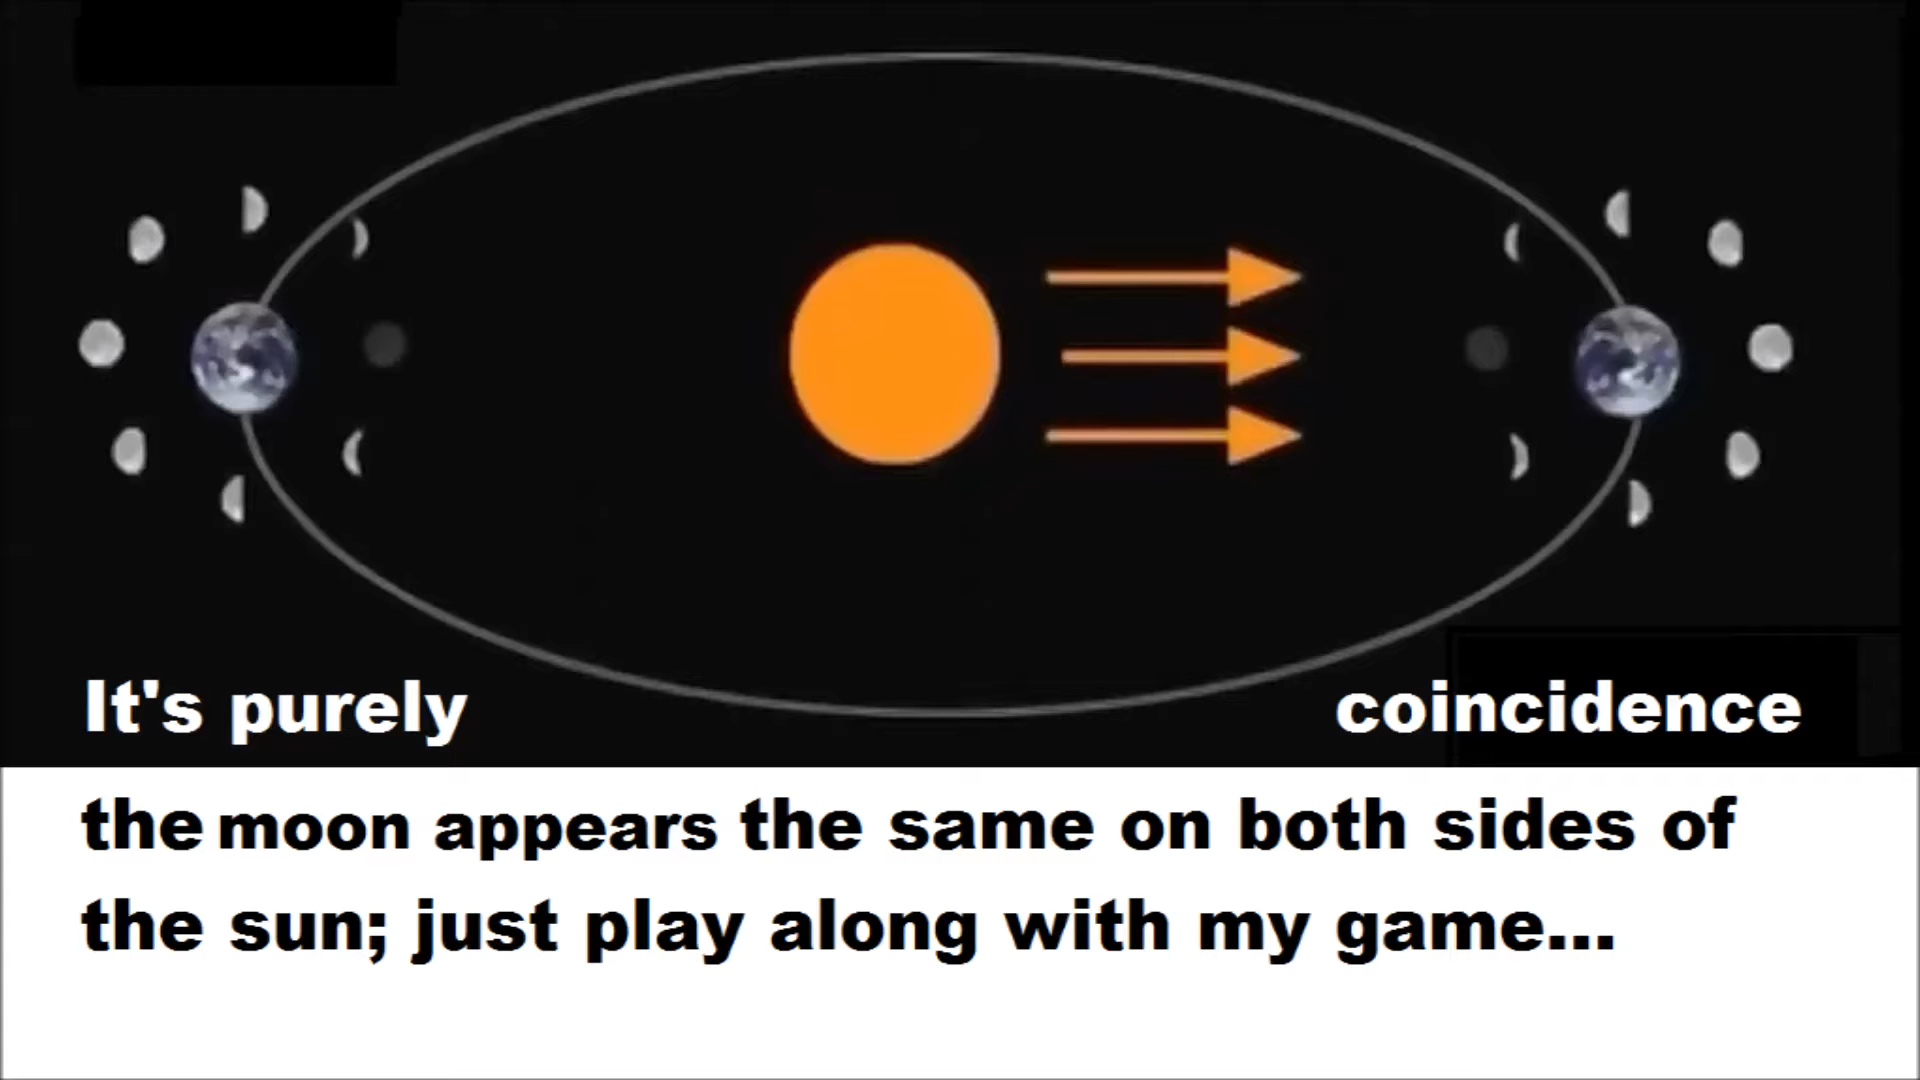 It's purely coincidence
the moon appears the same on both sides of
the sun; just play along with my game...